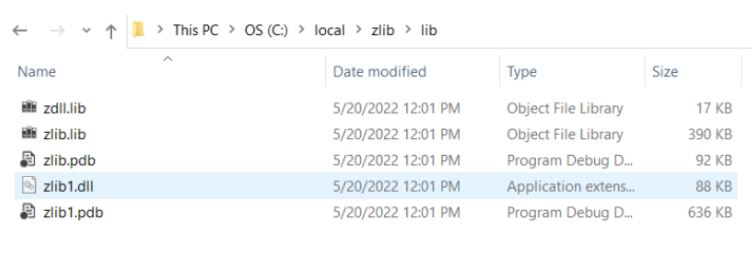 This PC > OS (C:) > local > zlib > lib
Name Date modified Type Size
zdll.lib 5/20/2022 12:01 PM Object File Library 17 KB
zlib.lib 5/20/2022 12:01 PM Object File Library 390 KB
zlib.pdb 5/20/2022 12:01 PM Program Debug D... 92 KB
zlib1.dll 5/20/2022 12:01 PM Application extens... 88 KB
zlib1.pdb 5/20/2022 12:01 PM Program Debug D... 636 KB